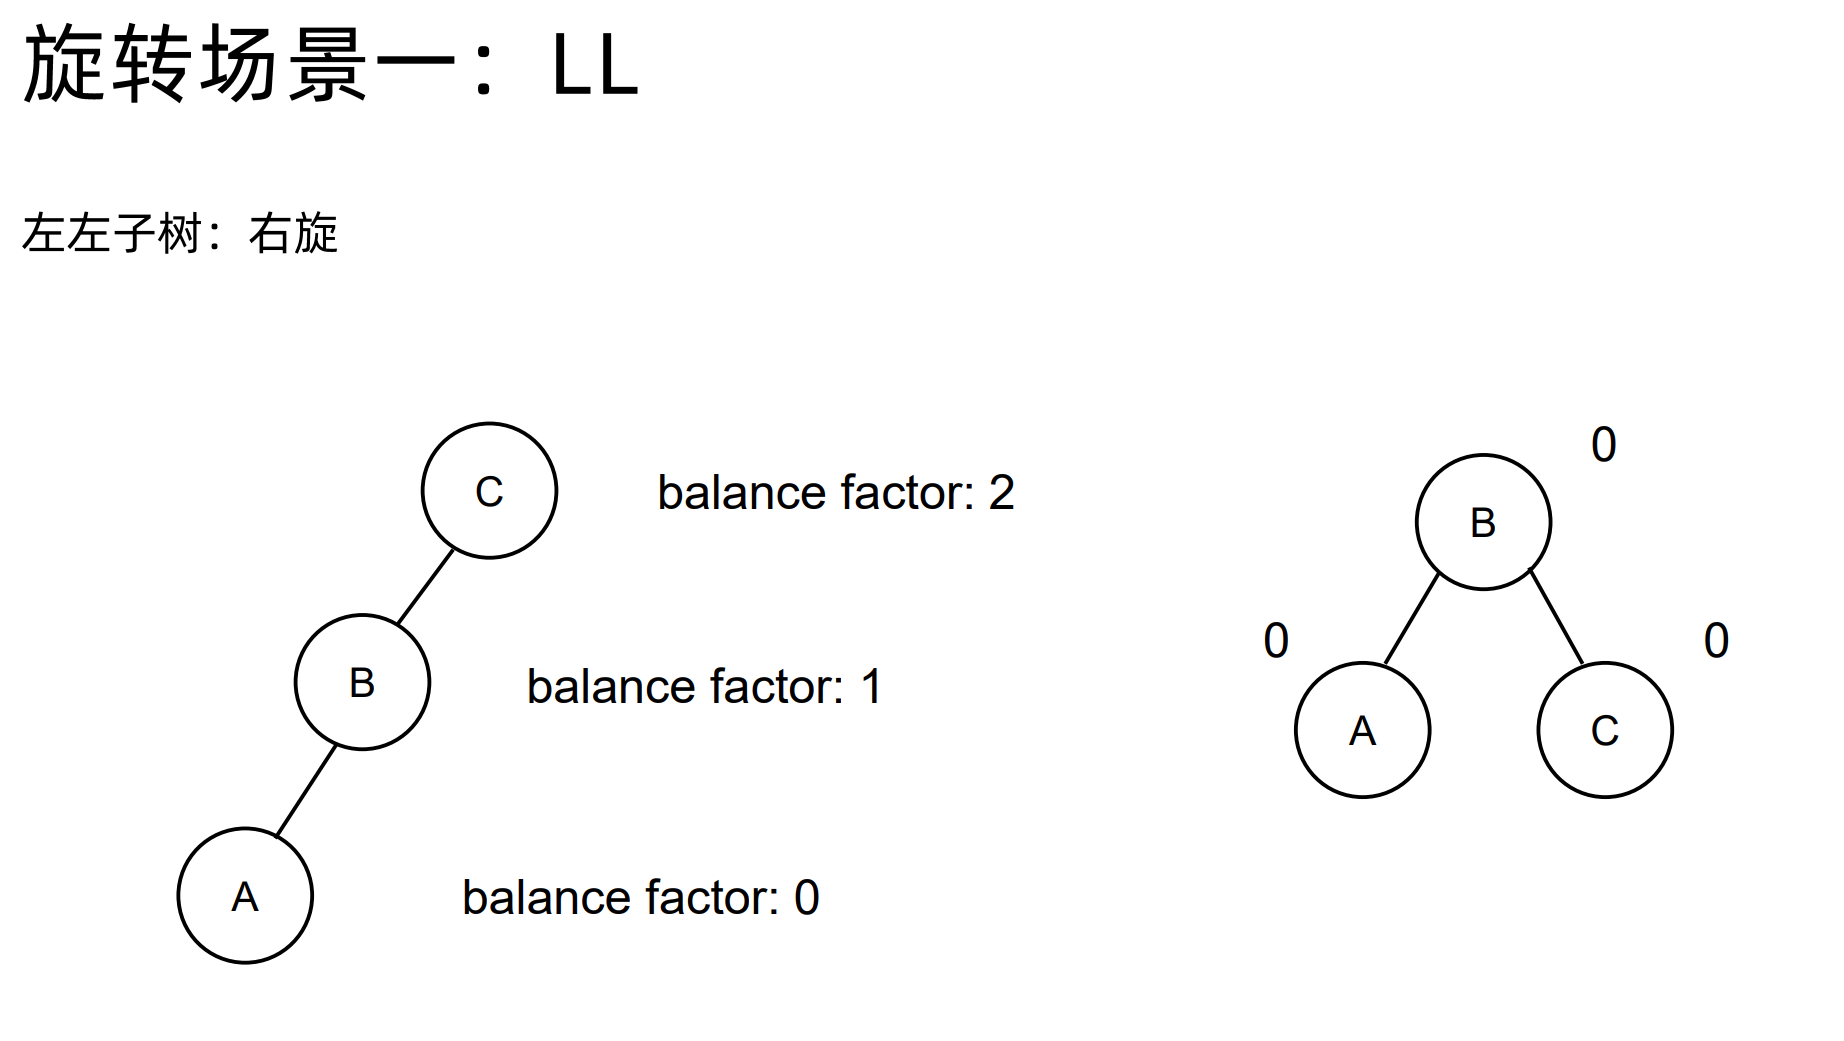 旋转场景一：LL
左左子树：右旋
C
balance factor: 2
B
balance factor: 1
A
balance factor: 0
0
B
0
0
A
C